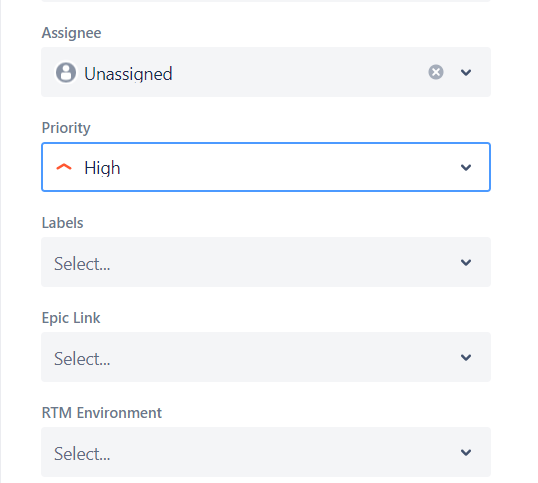 Assignee
Unassigned
Priority
High
Labels
Select...
Epic Link
Select...
RTM Environment
Select...